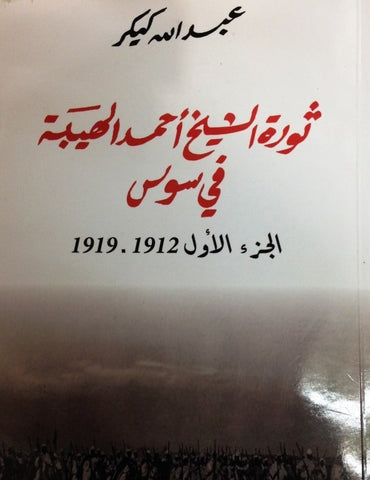 عبد الله كيكر
ثورة الشيخ أحمد الهيبة
في سوس
الجزء الأول 1912 ـ 1919